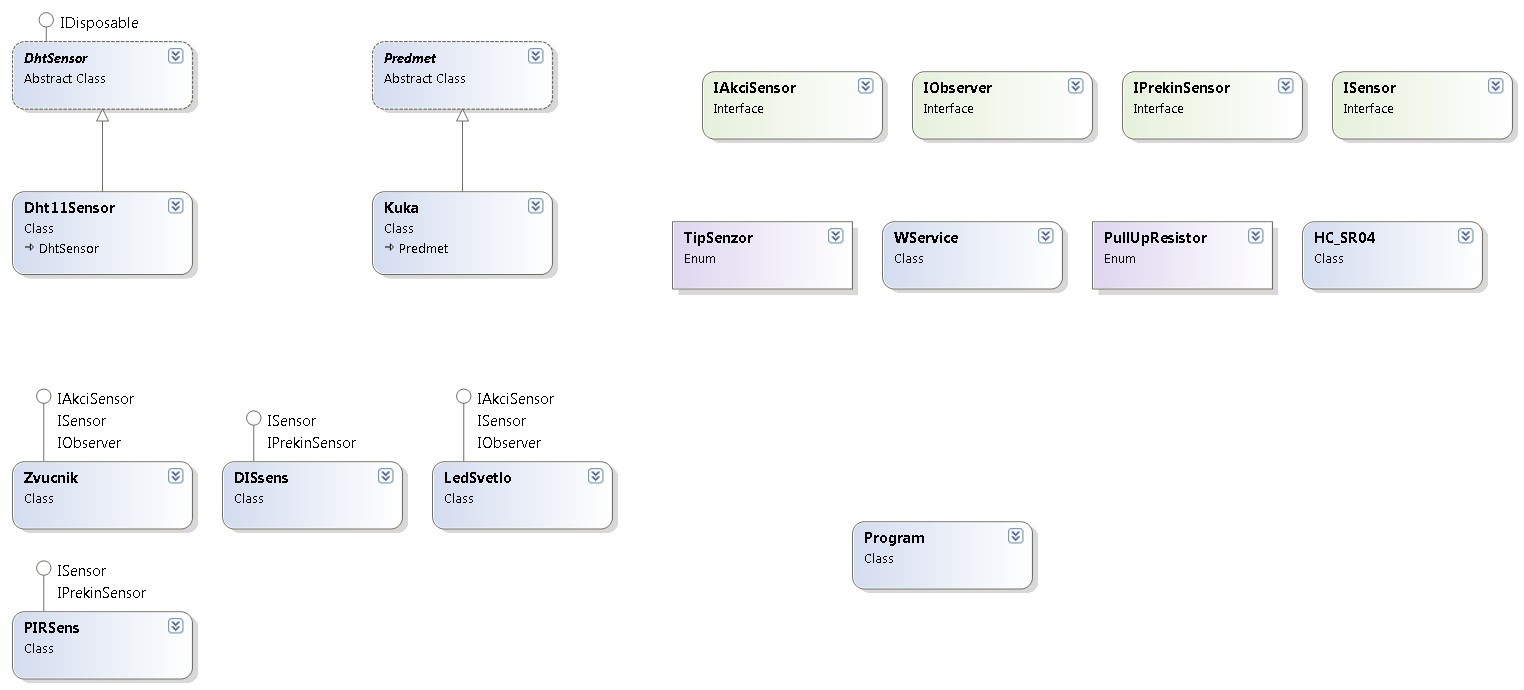 IDisposable
DhtSensor
Abstract Class
Predmet
Abstract Class
IAkciSensor
Interface
IObserver
Interface
IPrekinSensor
Interface
ISensor
Interface
Dht11Sensor
Class
DhtSensor
Kuka
Class
Predmet
TipSenzor
Enum
WService
Class
PullUpResistor
Enum
HC_SR04
Class
IAkciSensor
ISensor
IObserver
Zvucnik
Class
ISensor
IPrekinSensor
DISsens
Class
IAkciSensor
ISensor
IObserver
LedSvetlo
Class
Program
Class
ISensor
IPrekinSensor
PIRSens
Class